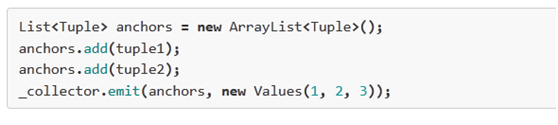 List<Tuple> anchors = new ArrayList<Tuple>();
anchors.add(tuple1);
anchors.add(tuple2);
_collector.emit(anchors, new Values(1, 2, 3));